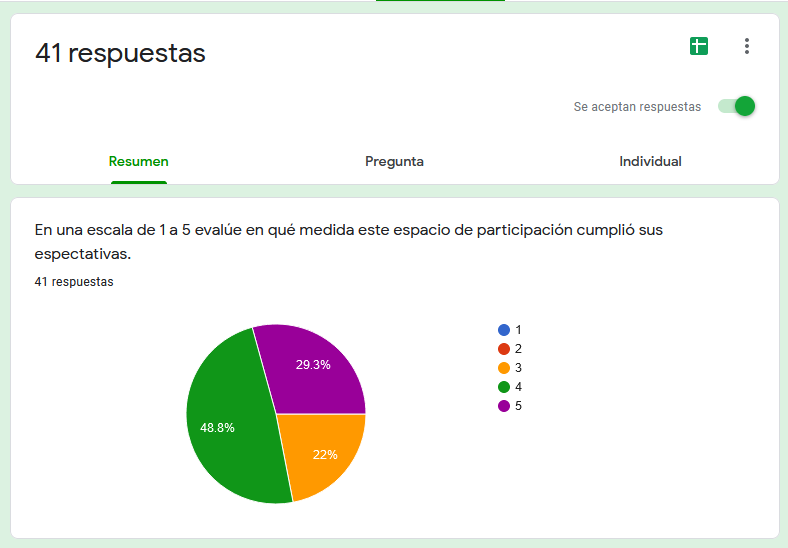 41 respuestas
Se aceptan respuestas
Resumen
Pregunta
Individual
En una escala de 1 a 5 evalúe en qué medida este espacio de participación cumplió sus
espectativas.
41 respuestas
29.3%
48.8%
22%
1
2
3
4
5